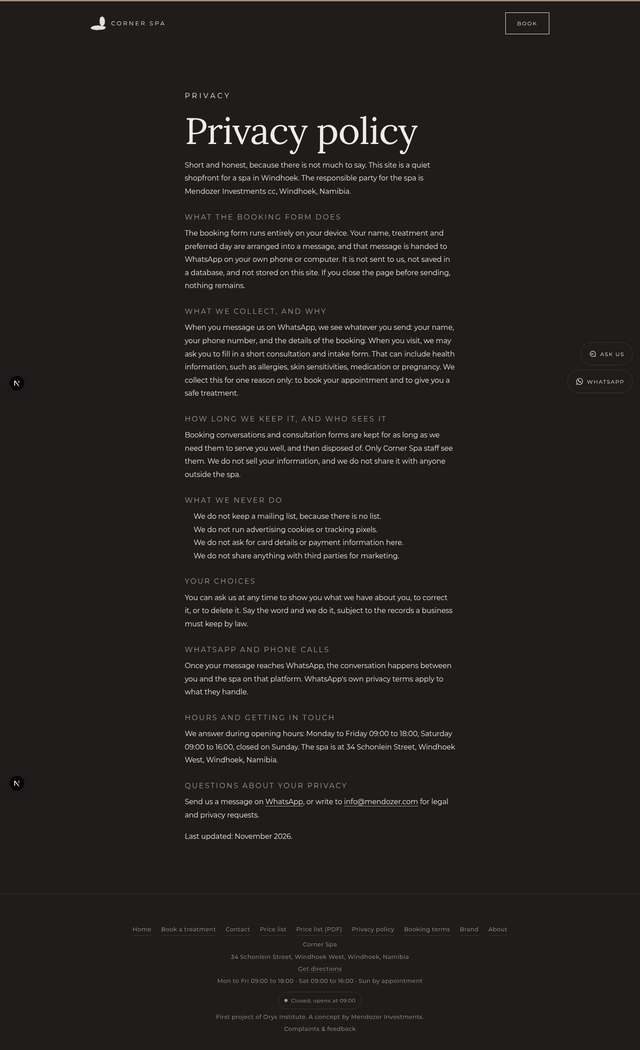 CORNER SPA
BOOK
PRIVACY
Privacy policy
Short and honest, because there is not much to say. This site is a quiet
shopfront for a spa in Windhoek. The responsible party for the spa is
Mendozer Investments cc, Windhoek, Namibia.
WHAT THE BOOKING FORM DOES
The booking form runs entirely on your device. Your name, treatment and
preferred day are arranged into a message, and that message is handed to
WhatsApp on your own phone or computer. It is not sent to us, not saved in
a database, and not stored on this site. If you close the page before sending,
nothing remains.
WHAT WE COLLECT, AND WHY
When you message us on WhatsApp, we see whatever you send: your name,
your phone number, and the details of the booking. When you visit, we may
ask you to fill in a short consultation and intake form. That can include health
information, such as allergies, skin sensitivities, medication or pregnancy. We
collect this for one reason only: to book your appointment and to give you a
safe treatment.
ASK US
WHATSAPP
N
HOW LONG WE KEEP IT, AND WHO SEES IT
Booking conversations and consultation forms are kept for as long as we
need them to serve you well, and then disposed of. Only Corner Spa staff see
them. We do not sell your information, and we do not share it with anyone
outside the spa.
WHAT WE NEVER DO
We do not keep a mailing list, because there is no list.
We do not run advertising cookies or tracking pixels.
We do not ask for card details or payment information here.
We do not share anything with third parties for marketing.
YOUR CHOICES
You can ask us at any time to show you what we have about you, to correct
it, or to delete it. Say the word and we do it, subject to the records a business
must keep by law.
WHATSAPP AND PHONE CALLS
Once your message reaches WhatsApp, the conversation happens between
you and the spa on that platform. WhatsApp's own privacy terms apply to
what they handle.
HOURS AND GETTING IN TOUCH
We answer during opening hours: Monday to Friday 09:00 to 18:00, Saturday
09:00 to 16:00, closed on Sunday. The spa is at 34 Schonlein Street, Windhoek
West, Windhoek, Namibia.
N
QUESTIONS ABOUT YOUR PRIVACY
Send us a message on WhatsApp, or write to info@mendozer.com for legal
and privacy requests.
Last updated: November 2026.
Home Book a treatment Contact Price list Price list (PDF) Privacy policy Booking terms Brand About
Corner Spa
34 Schonlein Street, Windhoek West, Windhoek, Namibia
Get directions
Mon to Fri 09:00 to 18:00 · Sat 09:00 to 16:00 · Sun by appointment
Closed, opens at 09:00
First project of Oryx Institute. A concept by Mendozer Investments.
Complaints & feedback